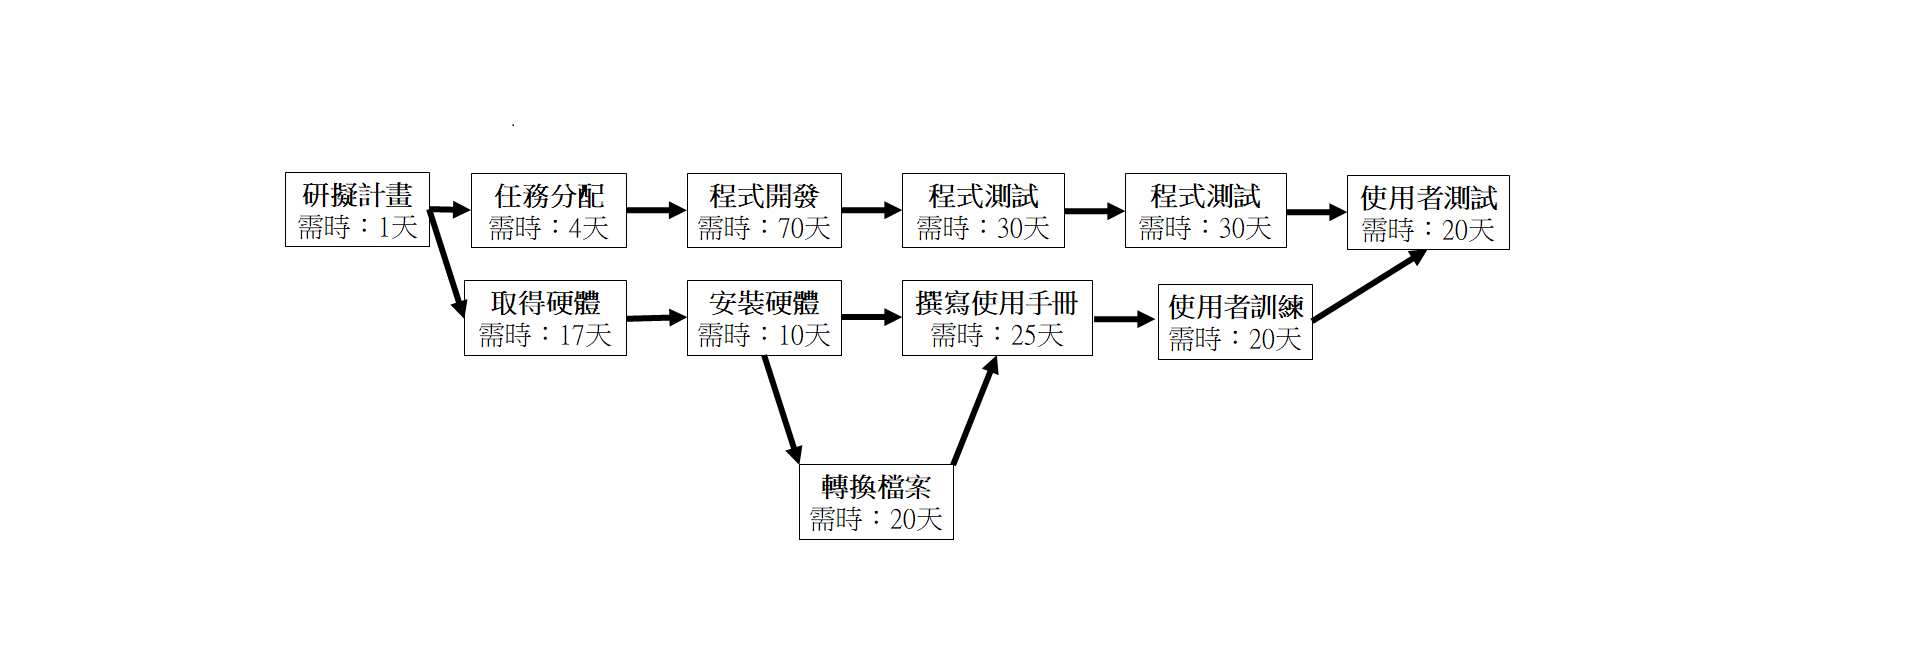 研擬計畫
需時：1天
任務分配
需時：4天
程式開發
需時：70天
程式測試
需時：30天
程式測試
需時：30天
使用者測試
需時：20天
取得硬體
需時：17天
安裝硬體
需時：10天
撰寫使用手冊
需時：25天
使用者訓練
需時：20天
轉換檔案
需時：20天